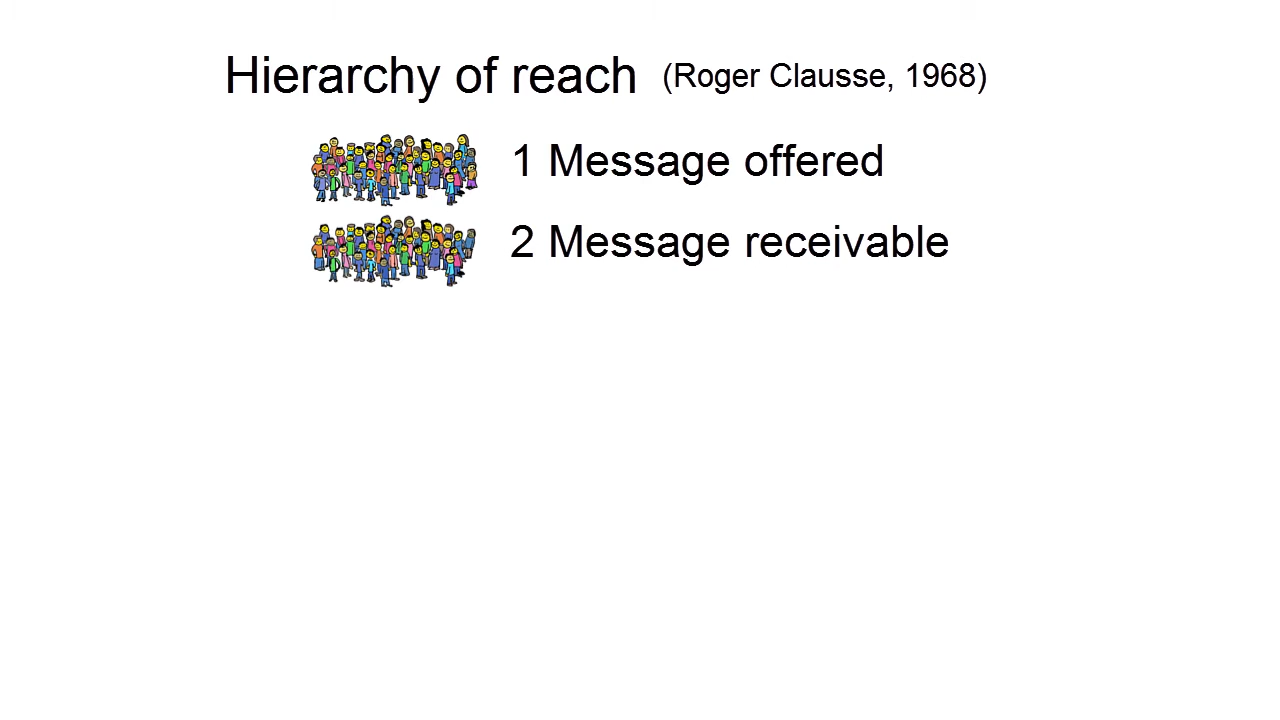 Hierarchy of reach (Roger Clausse, 1968)
1 Message offered
2 Message receivable